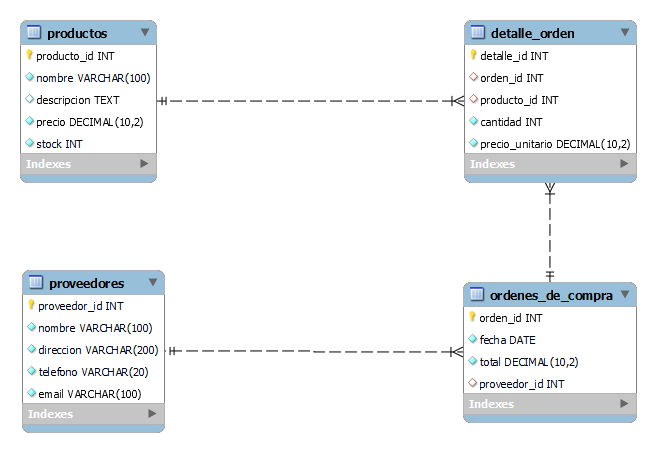 productos
producto_id INT
nombre VARCHAR(100)
descripcion TEXT
precio DECIMAL(10,2)
stock INT
Indexes
detalle_orden
detalle_id INT
orden_id INT
producto_id INT
cantidad INT
precio_unitario DECIMAL(10,2)
Indexes
proveedores
proveedor_id INT
nombre VARCHAR(100)
direccion VARCHAR(200)
telefono VARCHAR(20)
email VARCHAR(100)
Indexes
ordenes_de_compra
orden_id INT
fecha DATE
total DECIMAL(10,2)
proveedor_id INT
Indexes